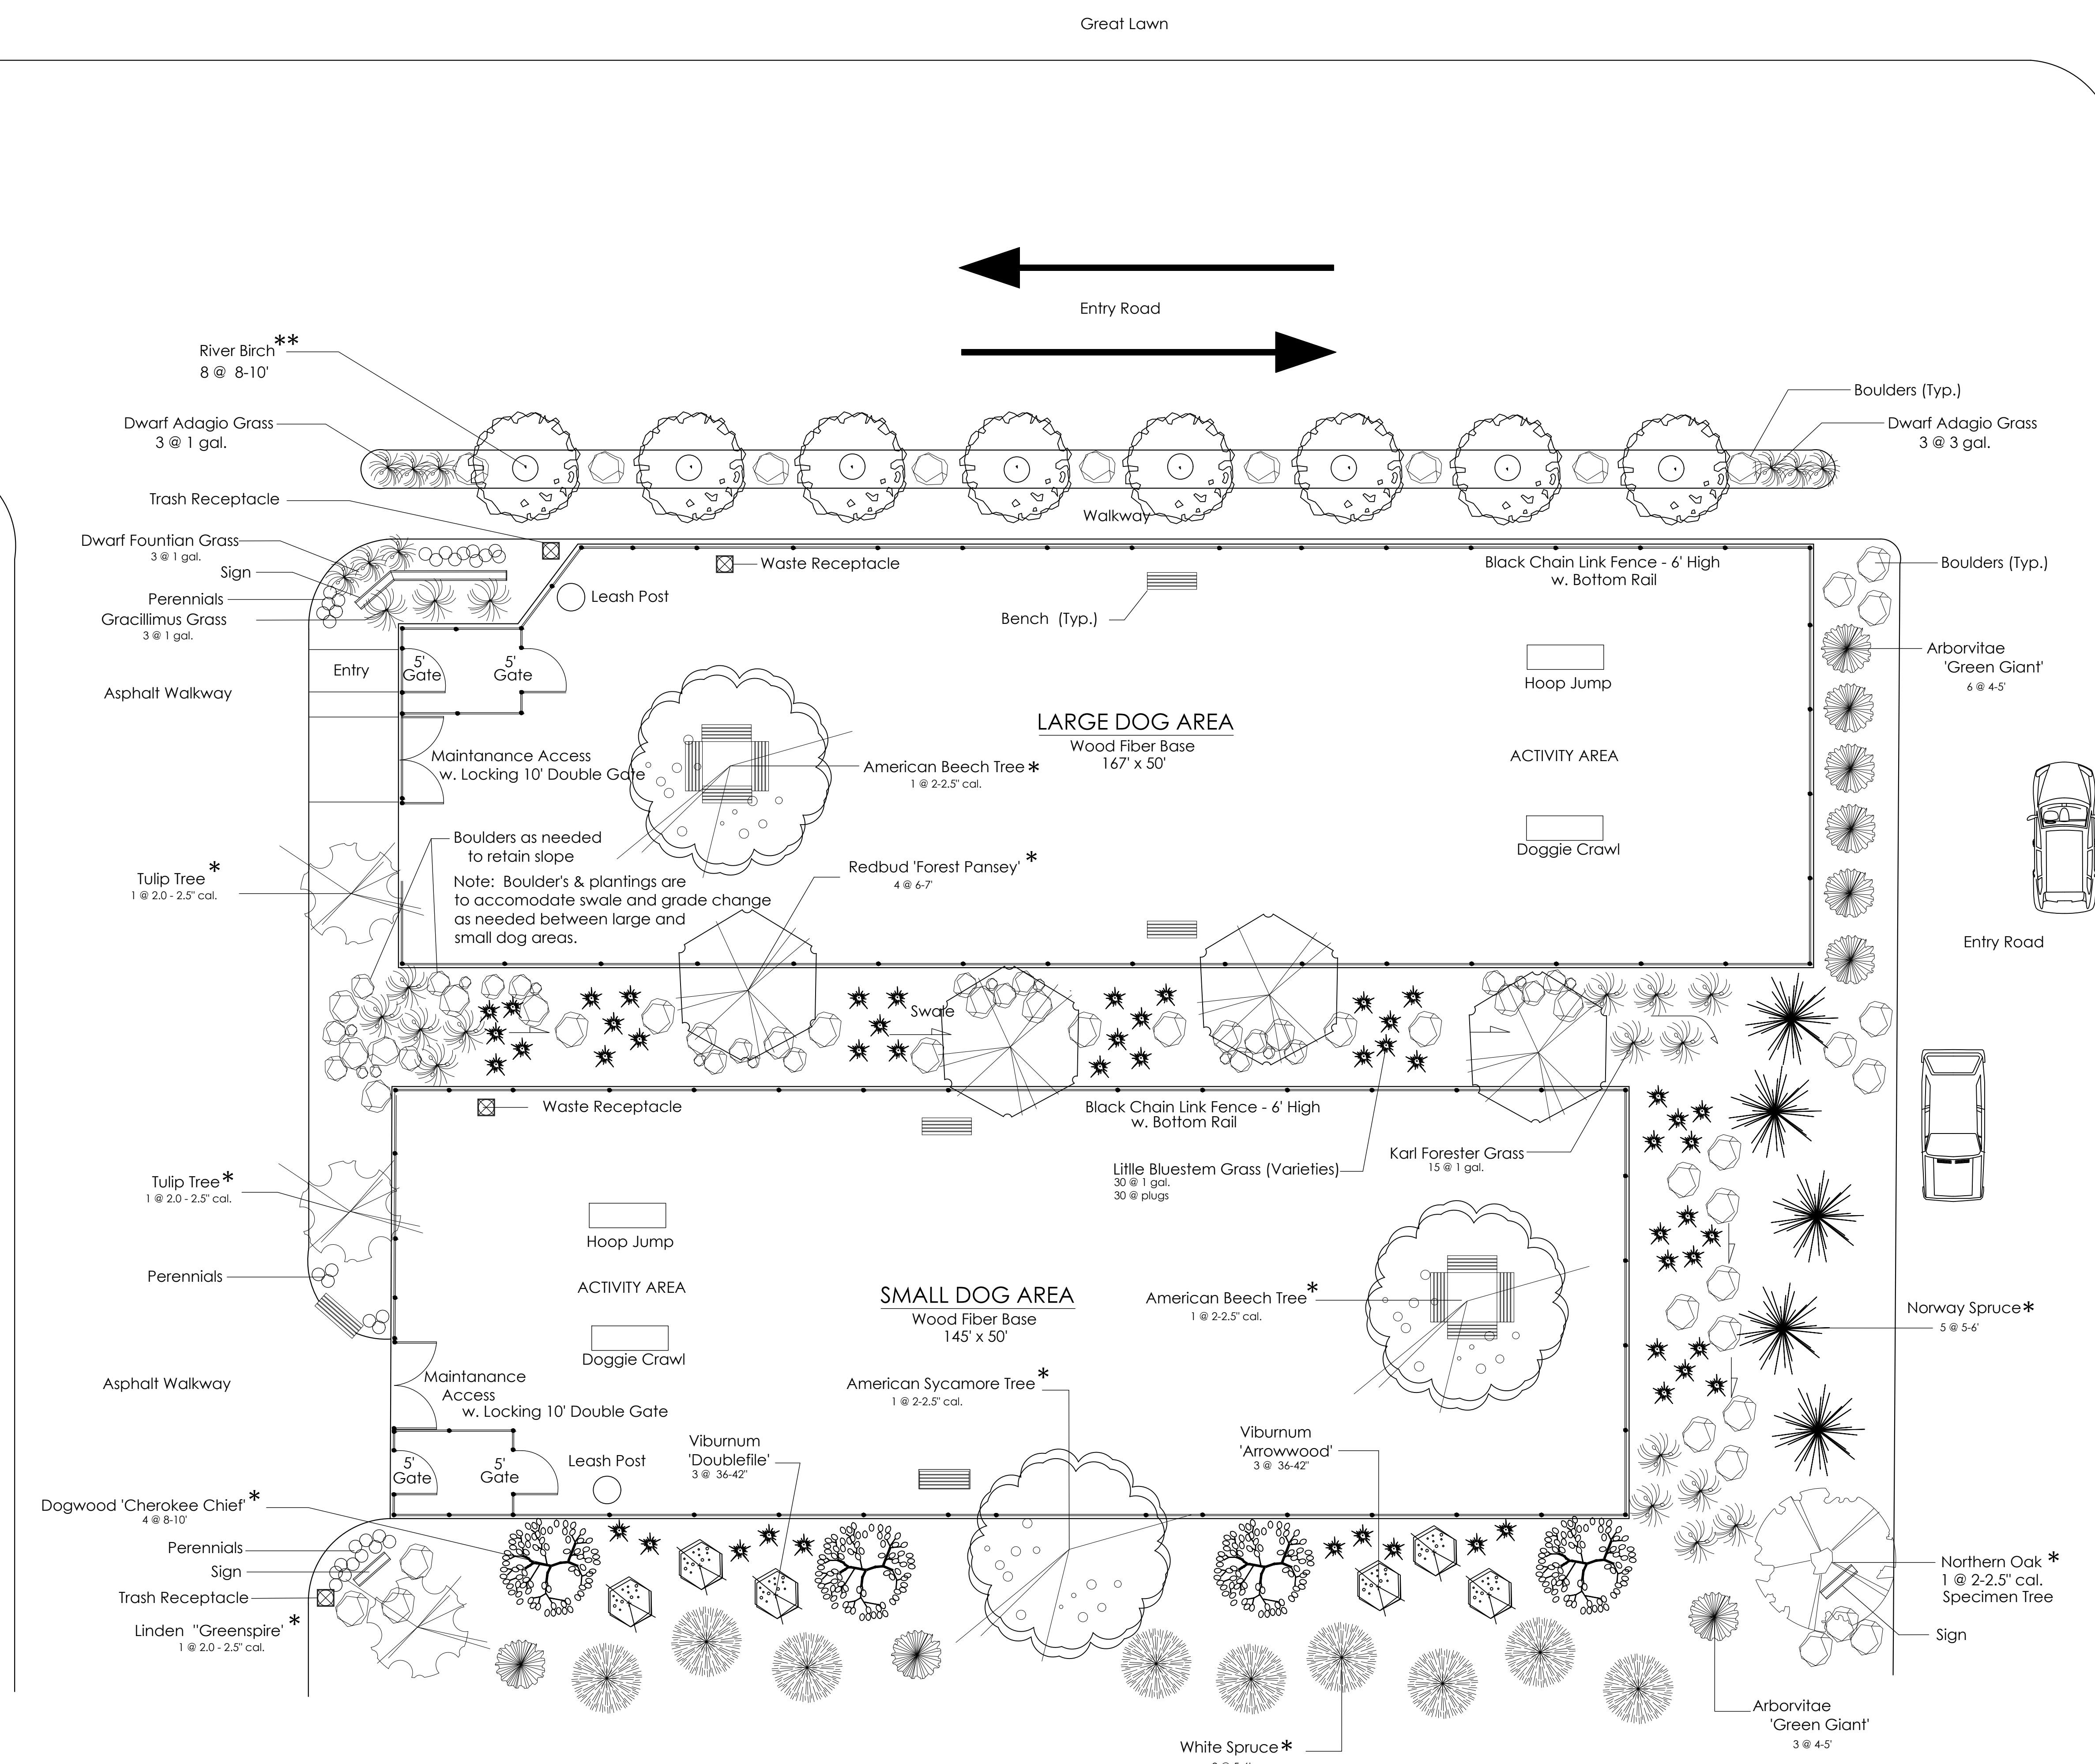 Great Lawn
Entry Road
River Birch**
8 @ 8-10'
Dwarf Adagio Grass
3 @ 1 gal.
Boulders (Typ.)
Dwarf Adagio Grass
3 @ 3 gal.
Trash Receptacle
Walkway
Dwarf Fountian Grass
3 @ 1 gal.
Sign
Perennials
Gracillimus Grass
3 @ 1 gal.
Waste Receptacle
Leash Post
Bench (Typ.)
Black Chain Link Fence - 6' High
w. Bottom Rail
Boulders (Typ.)
Entry
5'
Gate
5'
Gate
Asphalt Walkway
Hoop Jump
Arborvitae
'Green Giant'
6 @ 4-5'
LARGE DOG AREA
Wood Fiber Base
167' x 50'
Maintanance Access
w. Locking 10' Double Gate
American Beech Tree*
1 @ 2-2.5" cal.
ACTIVITY AREA
Doggie Crawl
Boulders as needed
to retain slope
Note: Boulder's & plantings are
to accomodate swale and grade change
as needed between large and
small dog areas.
Redbud 'Forest Pansey' *
4 @ 6-7'
Tulip Tree*
1 @ 2.0 - 2.5" cal.
Entry Road
Swale
Waste Receptacle
Black Chain Link Fence - 6' High
w. Bottom Rail
Litlle Bluestem Grass (Varieties)
30 @ 1 gal.
30 @ plugs
Karl Forester Grass
15 @ 1 gal.
Tulip Tree*
1 @ 2.0 - 2.5" cal.
Hoop Jump
Perennials
ACTIVITY AREA
SMALL DOG AREA
Wood Fiber Base
145' x 50'
American Beech Tree*
1 @ 2-2.5" cal.
Norway Spruce*
5 @ 5-6'
Doggie Crawl
Asphalt Walkway
Maintanance
Access
w. Locking 10' Double Gate
American Sycamore Tree*
1 @ 2-2.5" cal.
5'
Gate
5'
Gate
Leash Post
Viburnum
'Doublefile'
3 @ 36-42"
Viburnum
'Arrowwood'
3 @ 36-42"
Dogwood 'Cherokee Chief'*
4 @ 8-10'
Perennials
Sign
Trash Receptacle
Linden "Greenspire' *
1 @ 2.0 - 2.5" cal.
Northern Oak *
1 @ 2-2.5" cal.
Specimen Tree
Sign
Arborvitae
'Green Giant'
3 @ 4-5'
White Spruce*